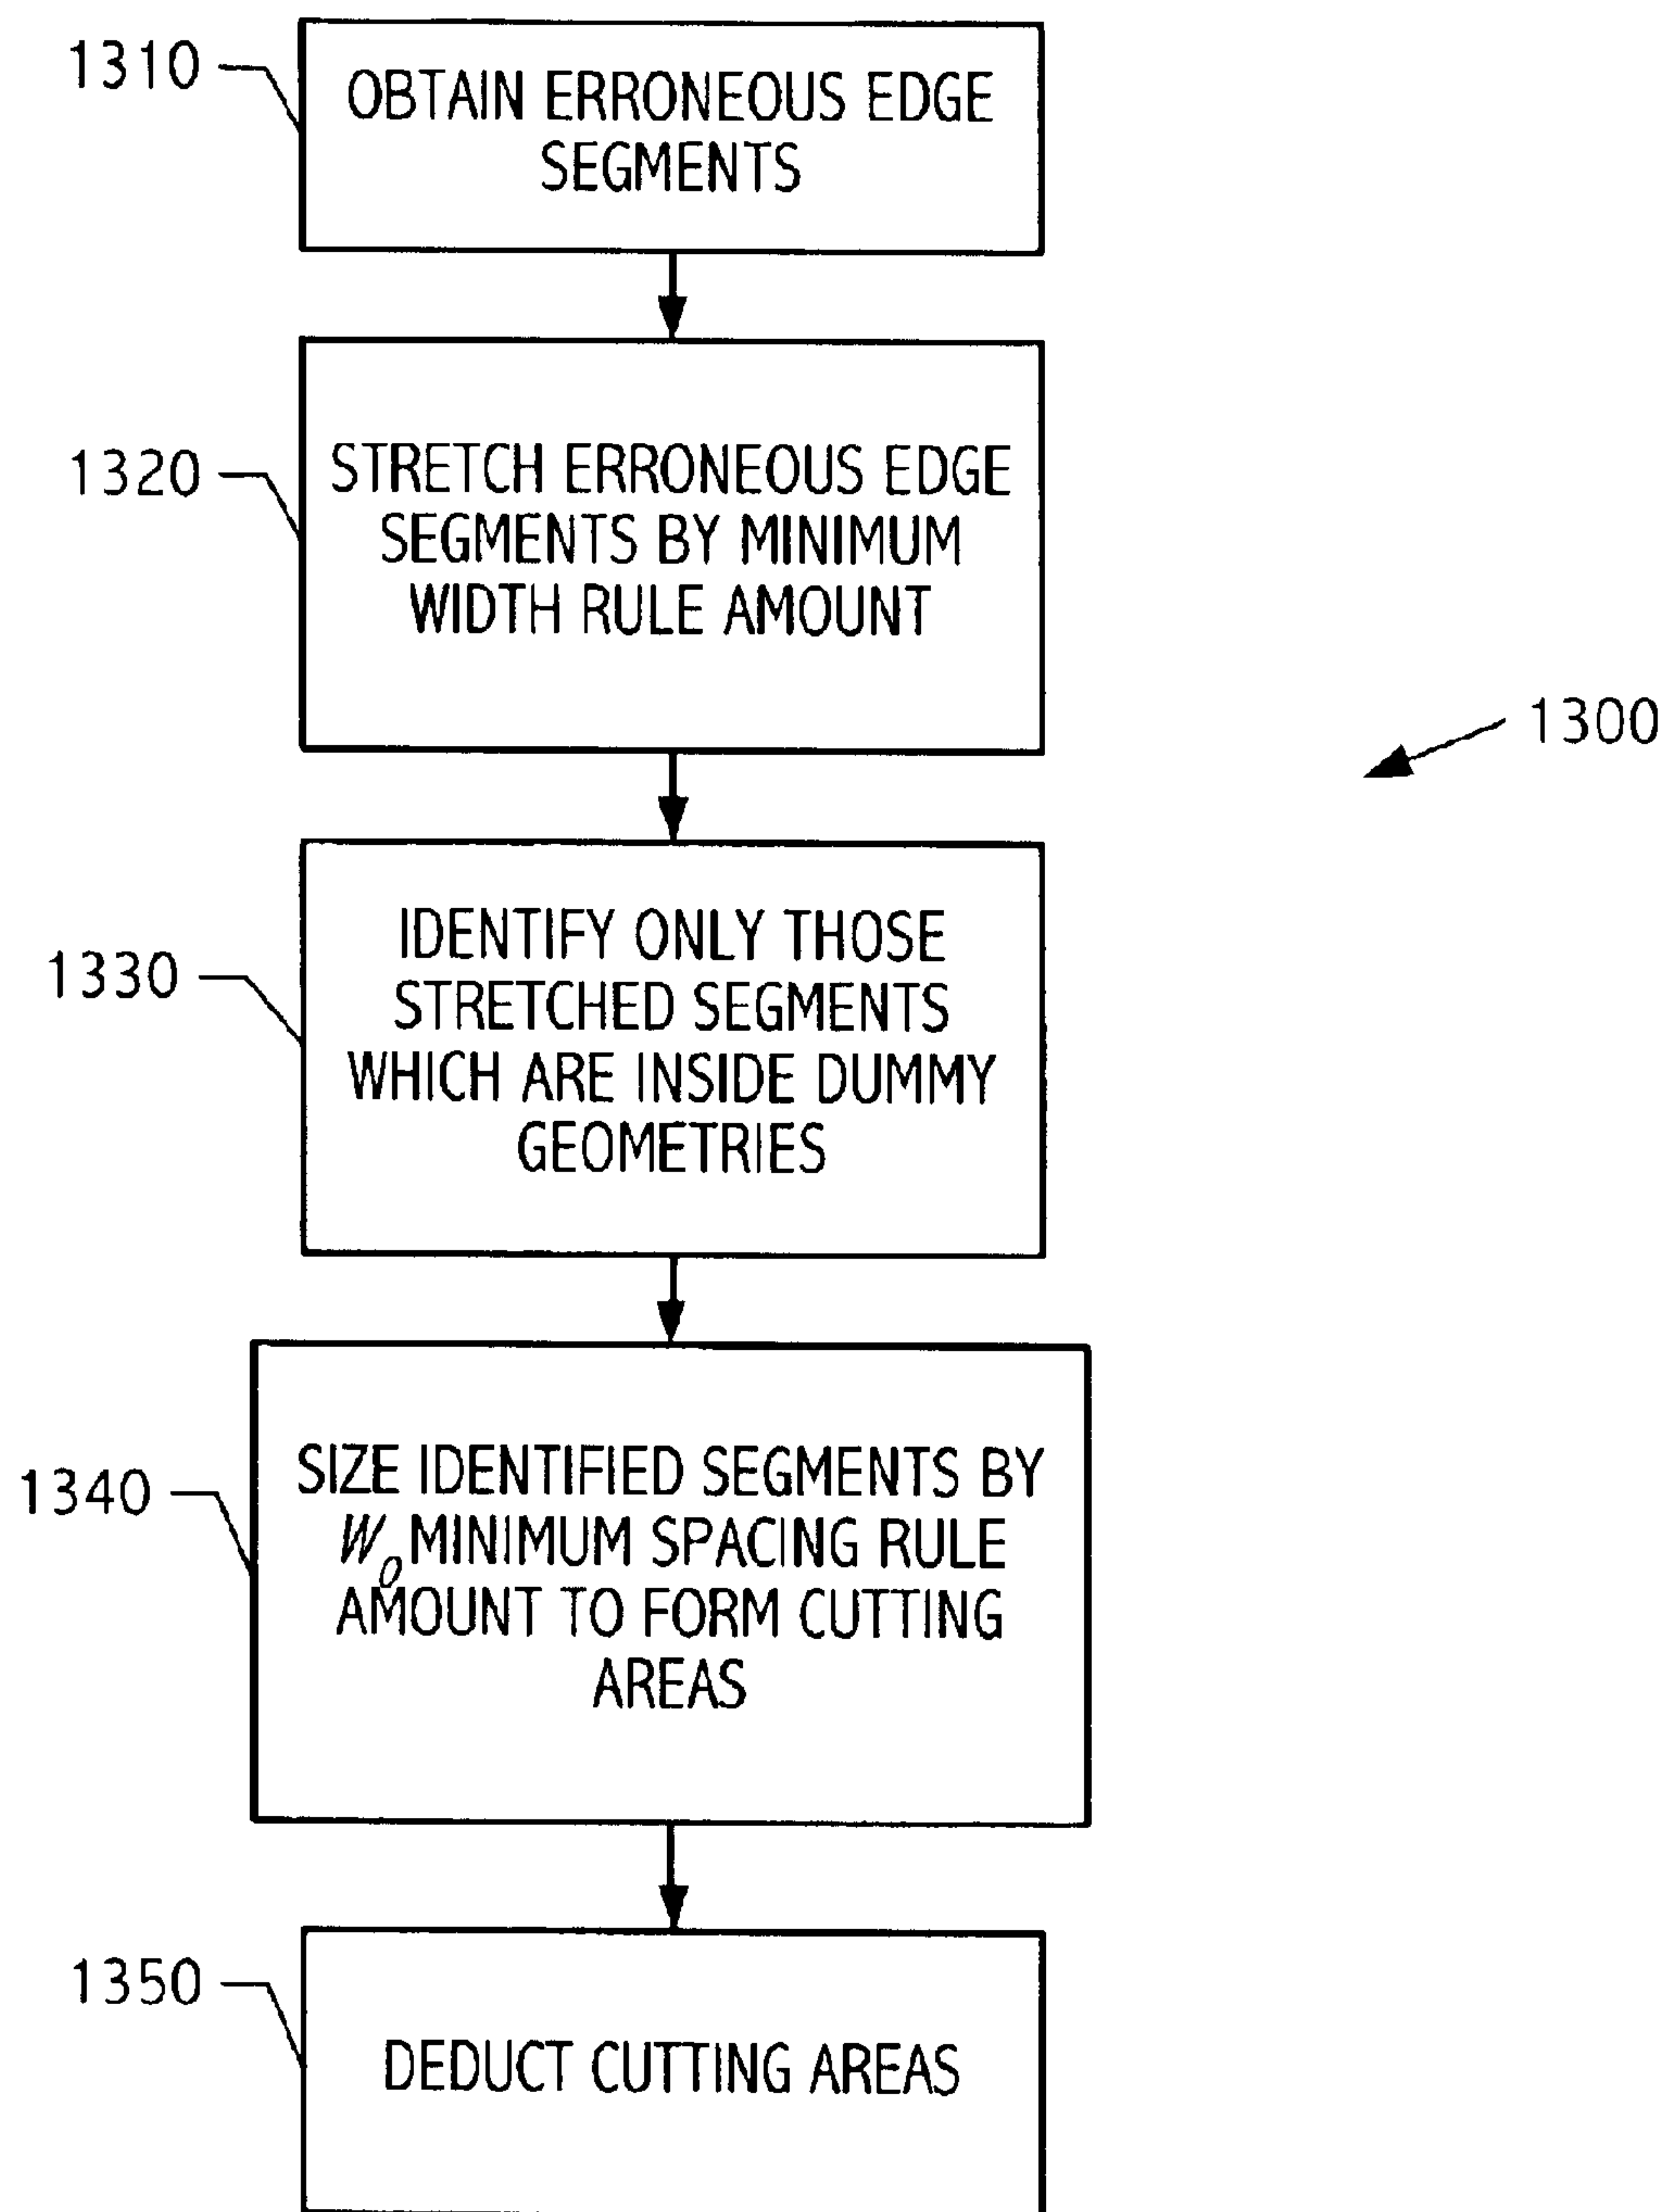 1310
OBTAIN ERRONEOUS EDGE
SEGMENTS
1320
STRETCH ERRONEOUS EDGE
SEGMENTS BY MINIMUM
WIDTH RULE AMOUNT
1300
1330
IDENTIFY ONLY THOSE
STRETCHED SEGMENTS
WHICH ARE INSIDE DUMMY
GEOMETRIES
1340
SIZE IDENTIFIED SEGMENTS BY
W₀ MINIMUM SPACING RULE
AMOUNT TO FORM CUTTING
AREAS
1350
DEDUCT CUTTING AREAS